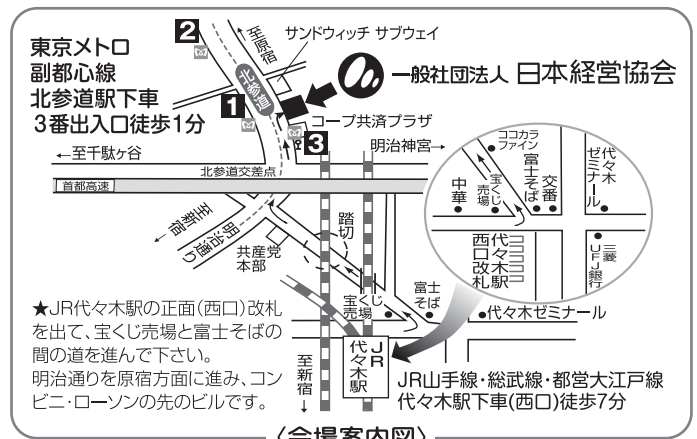 東京メトロ
副都心線
北参道駅下車
3番出入口徒歩1分
2
至原宿
サンドウィッチ サブウェイ
北参道
一般社団法人 日本経営協会
1
コープ共済プラザ
3
←至千駄ヶ谷
明治神宮→
北参道交差点
首都高速
至新宿
明治通り
共産党
本部
踏切
ココカラ
ファイン
代々木
ゼミナール
富士そば
交番
宝くじ
売場
中華
代々木駅
西口改札
三菱
UFJ銀行
宝くじ
売場
富士
そば
代々木ゼミナール
★JR代々木駅の正面(西口)改札
を出て、宝くじ売場と富士そばの
間の道を進んで下さい。
明治通りを原宿方面に進み、コン
ビニ・ローソンの先のビルです。
至新宿
↓
JR
代々木駅
JR山手線・総武線・都営大江戸線
代々木駅下車(西口)徒歩7分
〈会場案内図〉